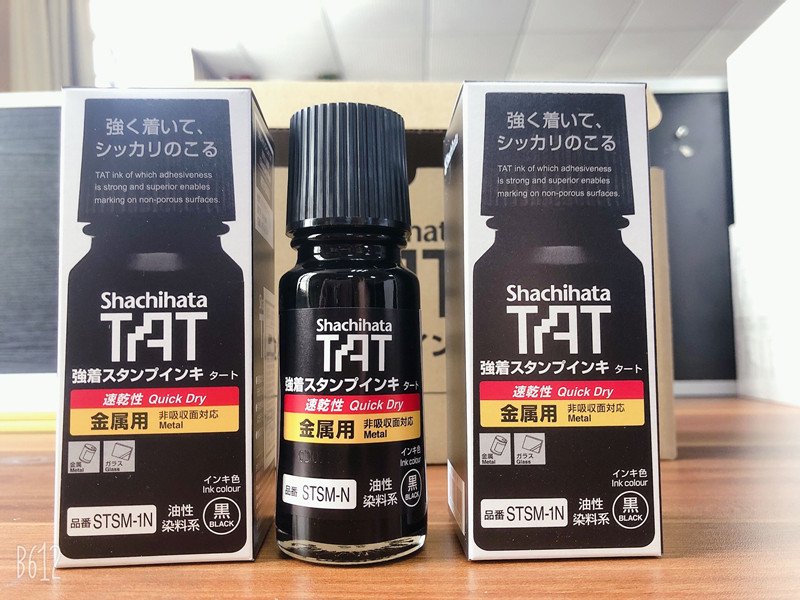 強く着いて、
シッカリのこる
TAT ink of which adhesiveness
is strong and superior enables
marking on non-porous surfaces.
Shachihata
TAT
強着スタンプインキ タート
速乾性 Quick Dry
金属用 非吸収面対応
Metal
金属
Metal
ガラス
Glass
インキ色
Ink colour
品番 STSM-1N
油性
染料系
黒
BLACK
Shachihata
TAT
強着スタンプインキ タート
速乾性 Quick Dry
金属用 非吸収面対応
Metal
インキ色
Ink colour
品番 STSM-N
油性
染料系
黒
BLACK
強く着いて、
シッカリのこる
TAT ink of which adhesiveness
is strong and superior enables
marking on non-porous surfaces.
Shachihata
TAT
強着スタンプインキ タート
速乾性 Quick Dry
金属用 非吸収面対応
Metal
金属
Metal
ガラス
Glass
インキ色
Ink colour
品番 STSM-1N
油性
染料系
黒
BLACK
B612